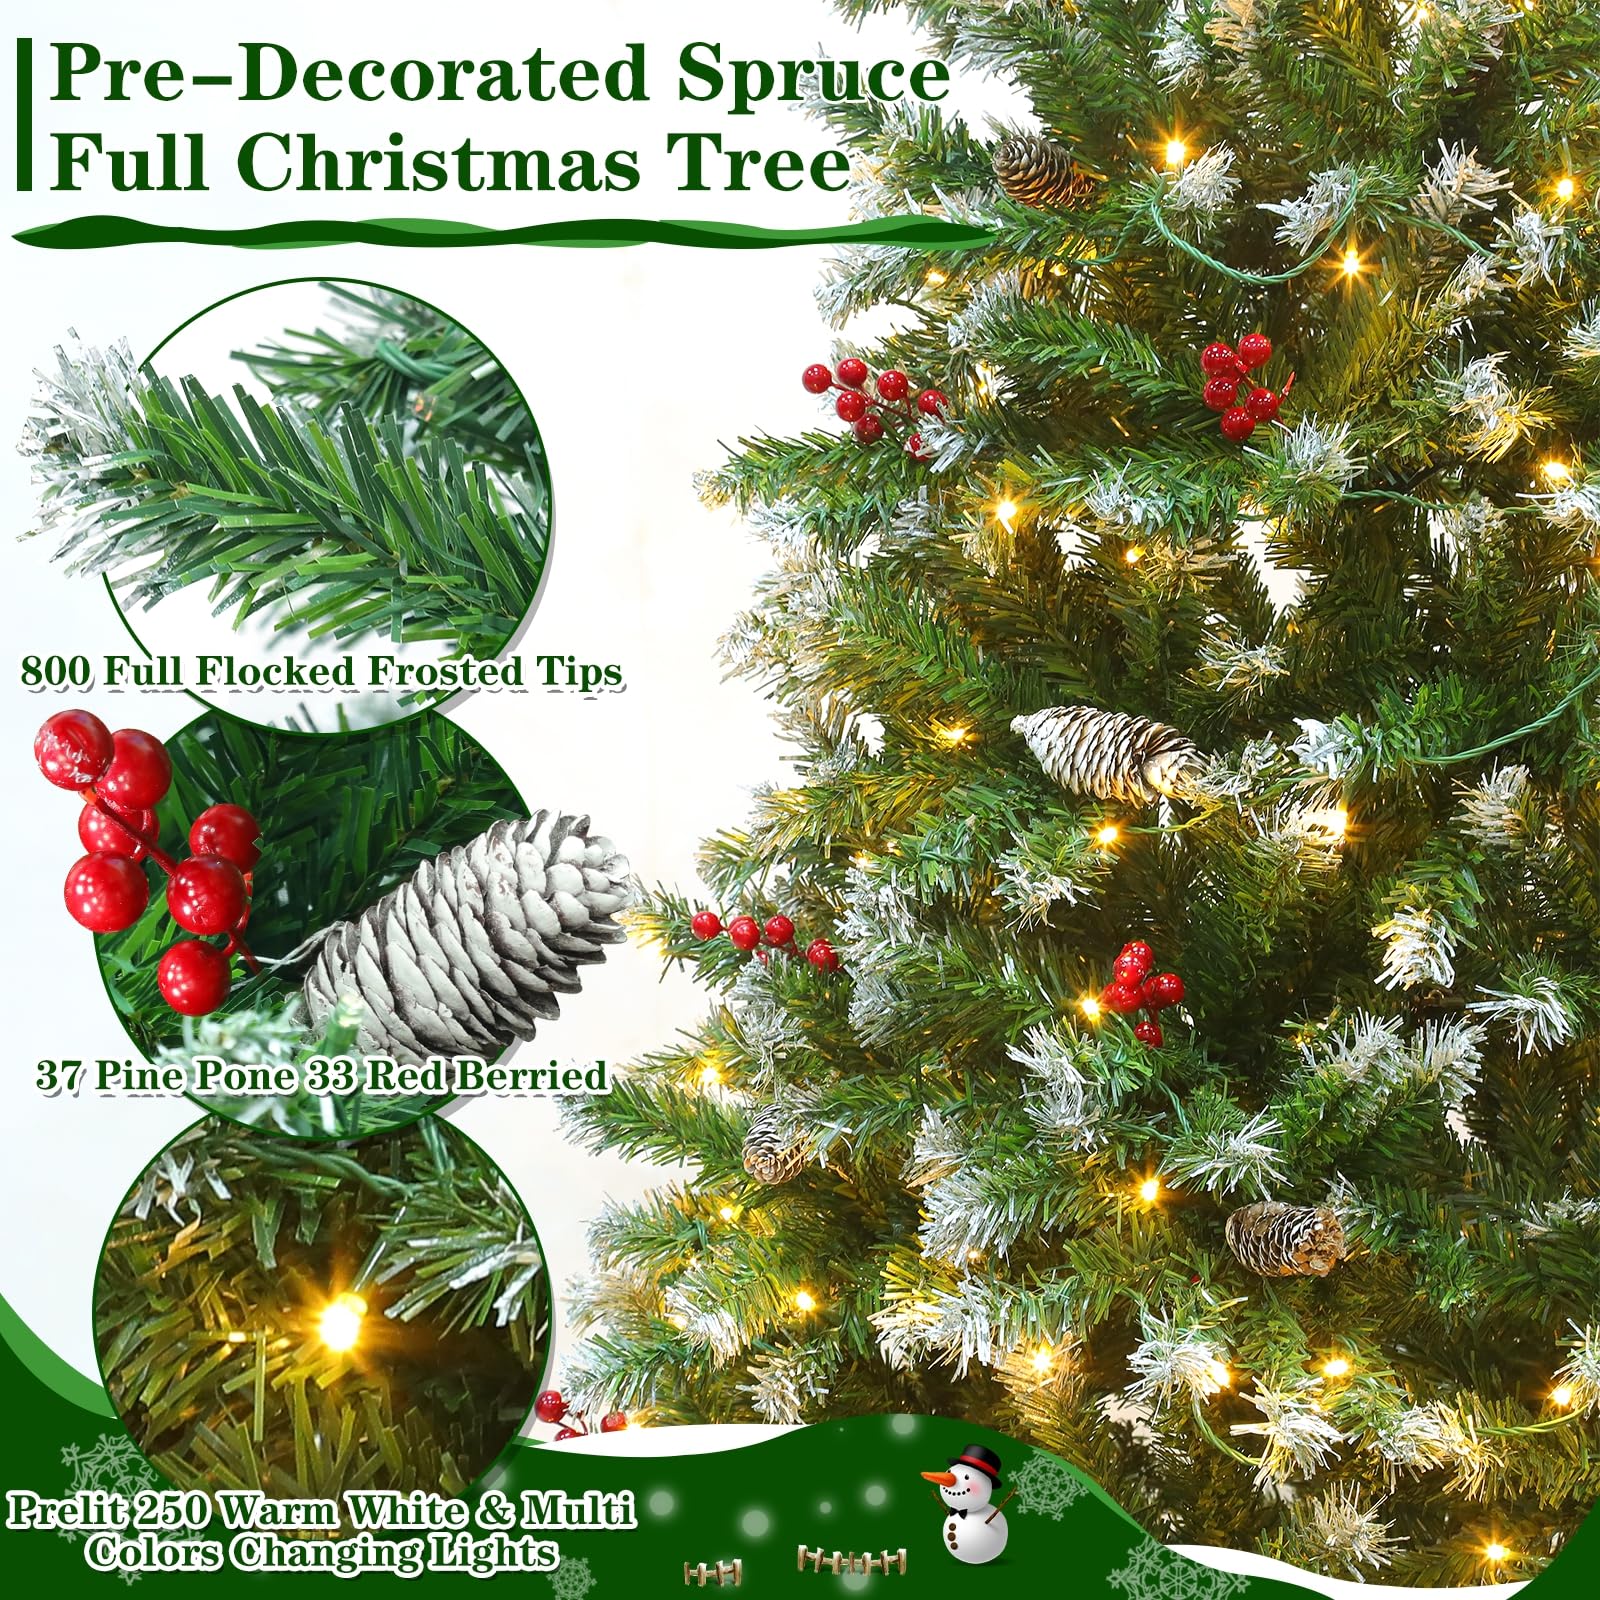 Pre-Decorated Spruce
Full Christmas Tree
800 Full Flocked Frosted Tips
37 Pine Pone 33 Red Berried
Prelit 250 Warm White & Multi
Colors Changing Lights